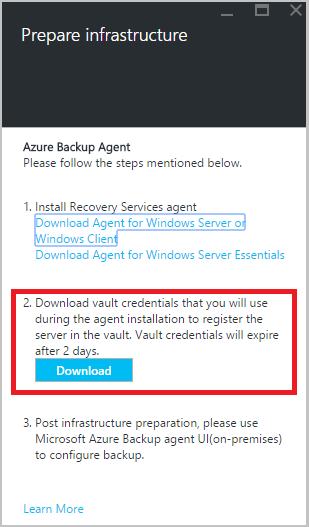 Prepare infrastructure
Azure Backup Agent
Please follow the steps mentioned below.
1. Install Recovery Services agent
Download Agent for Windows Server or
Windows Client
Download Agent for Windows Server Essentials
2. Download vault credentials that you will use
during the agent installation to register the
server in the vault. Vault credentials will expire
after 2 days.
Download
3. Post infrastructure preparation, please use
Microsoft Azure Backup agent UI(on-premises)
to configure backup.
Learn More